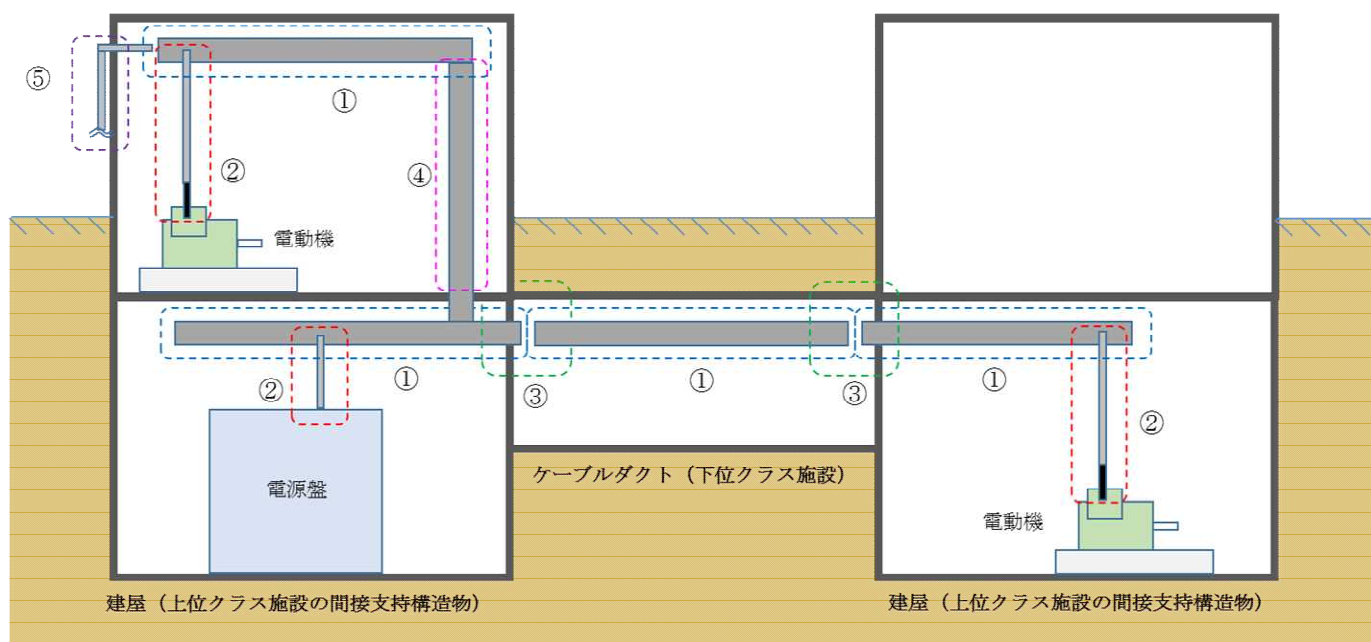 ⑤
①
②
④
電動機
①
②
③
①
③
①
②
電源盤
ケーブルダクト（下位クラス施設）
電動機
建屋（上位クラス施設の間接支持構造物）
建屋（上位クラス施設の間接支持構造物）